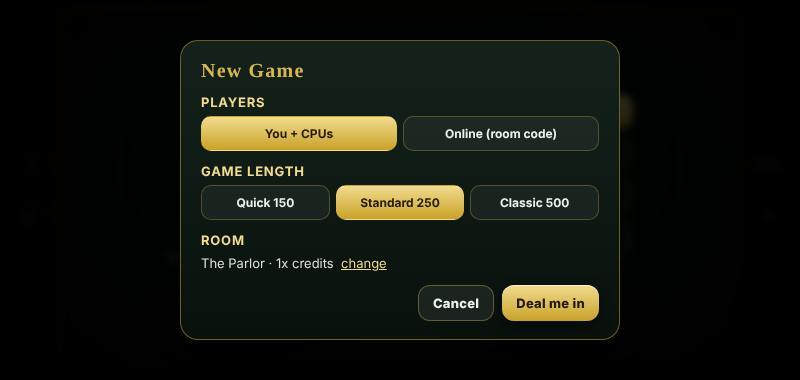 New Game
PLAYERS
You + CPUs
Online (room code)
GAME LENGTH
Quick 150
Standard 250
Classic 500
ROOM
The Parlor · 1x credits change
Cancel
Deal me in